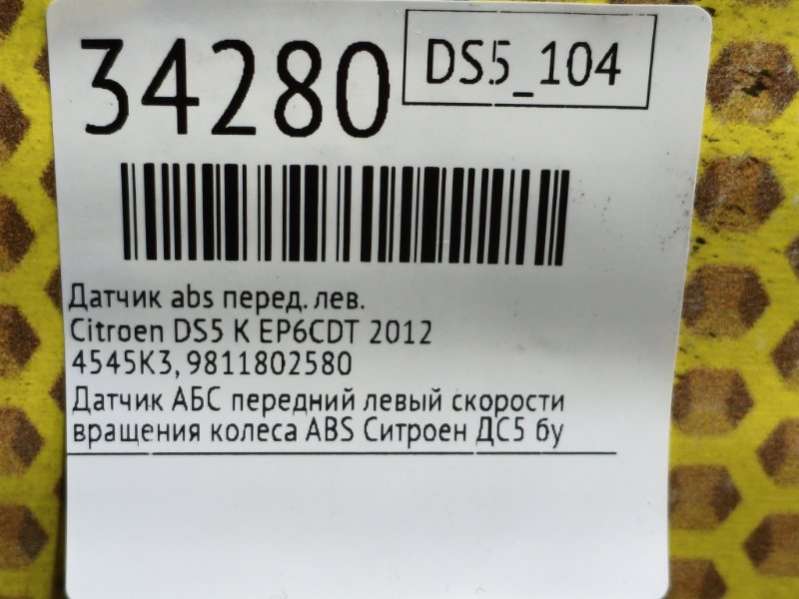 34280
DS5_104
Датчик abs перед. лев.
Citroen DS5 K EP6CDT 2012
4545K3, 9811802580
Датчик АБС передний левый скорости
вращения колеса ABS Ситроен ДС5 бу